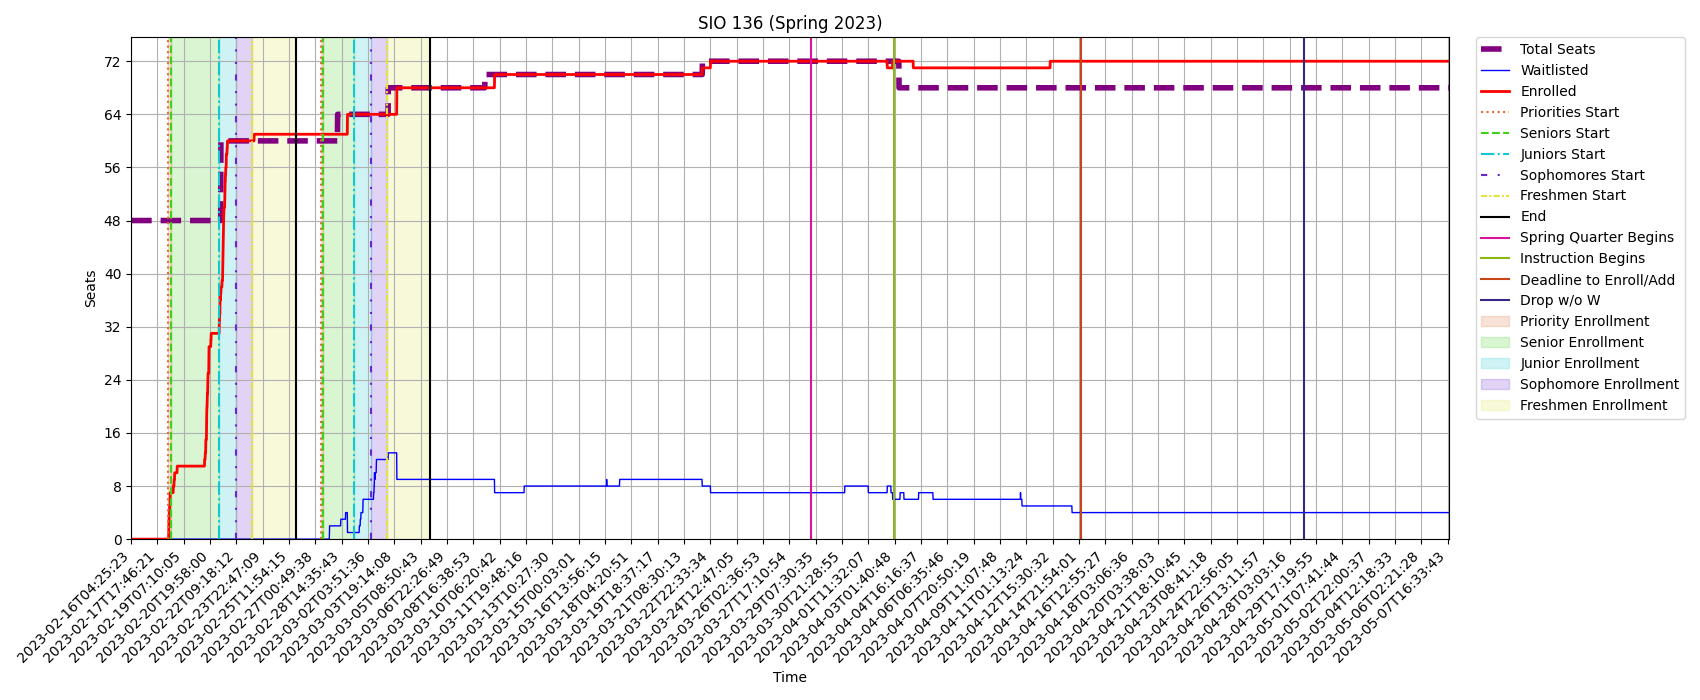 SIO 136 (Spring 2023)
72
64
56
48
40
32
24
16
8
0
Seats
2023-02-16T04:25:23
2023-02-17T17:46:21
2023-02-19T07:10:05
2023-02-20T19:58:00
2023-02-22T09:18:12
2023-02-23T22:47:09
2023-02-25T11:54:15
2023-02-27T00:49:38
2023-02-28T14:35:43
2023-03-02T03:51:36
2023-03-03T19:14:08
2023-03-05T08:50:43
2023-03-06T22:26:49
2023-03-08T16:38:53
2023-03-10T06:20:42
2023-03-11T19:48:16
2023-03-13T10:27:30
2023-03-15T00:03:01
2023-03-16T13:56:15
2023-03-18T04:20:51
2023-03-19T18:37:17
2023-03-21T08:30:13
2023-03-22T22:33:34
2023-03-24T12:47:05
2023-03-26T02:36:53
2023-03-27T17:10:54
2023-03-29T07:30:35
2023-03-30T21:28:55
2023-04-01T11:32:07
2023-04-03T01:40:48
2023-04-04T16:16:37
2023-04-06T06:35:46
2023-04-07T20:50:19
2023-04-09T11:07:48
2023-04-11T01:13:24
2023-04-12T15:30:32
2023-04-14T21:54:01
2023-04-16T12:55:27
2023-04-18T03:06:36
2023-04-20T03:38:03
2023-04-21T18:10:45
2023-04-23T08:41:18
2023-04-24T22:56:05
2023-04-26T13:11:57
2023-04-28T03:03:16
2023-04-29T17:19:55
2023-05-01T07:41:44
2023-05-02T22:00:37
2023-05-04T12:18:33
2023-05-06T02:21:28
2023-05-07T16:33:43
Time
Total Seats
Waitlisted
Enrolled
Priorities Start
Seniors Start
Juniors Start
Sophomores Start
Freshmen Start
End
Spring Quarter Begins
Instruction Begins
Deadline to Enroll/Add
Drop w/o W
Priority Enrollment
Senior Enrollment
Junior Enrollment
Sophomore Enrollment
Freshmen Enrollment